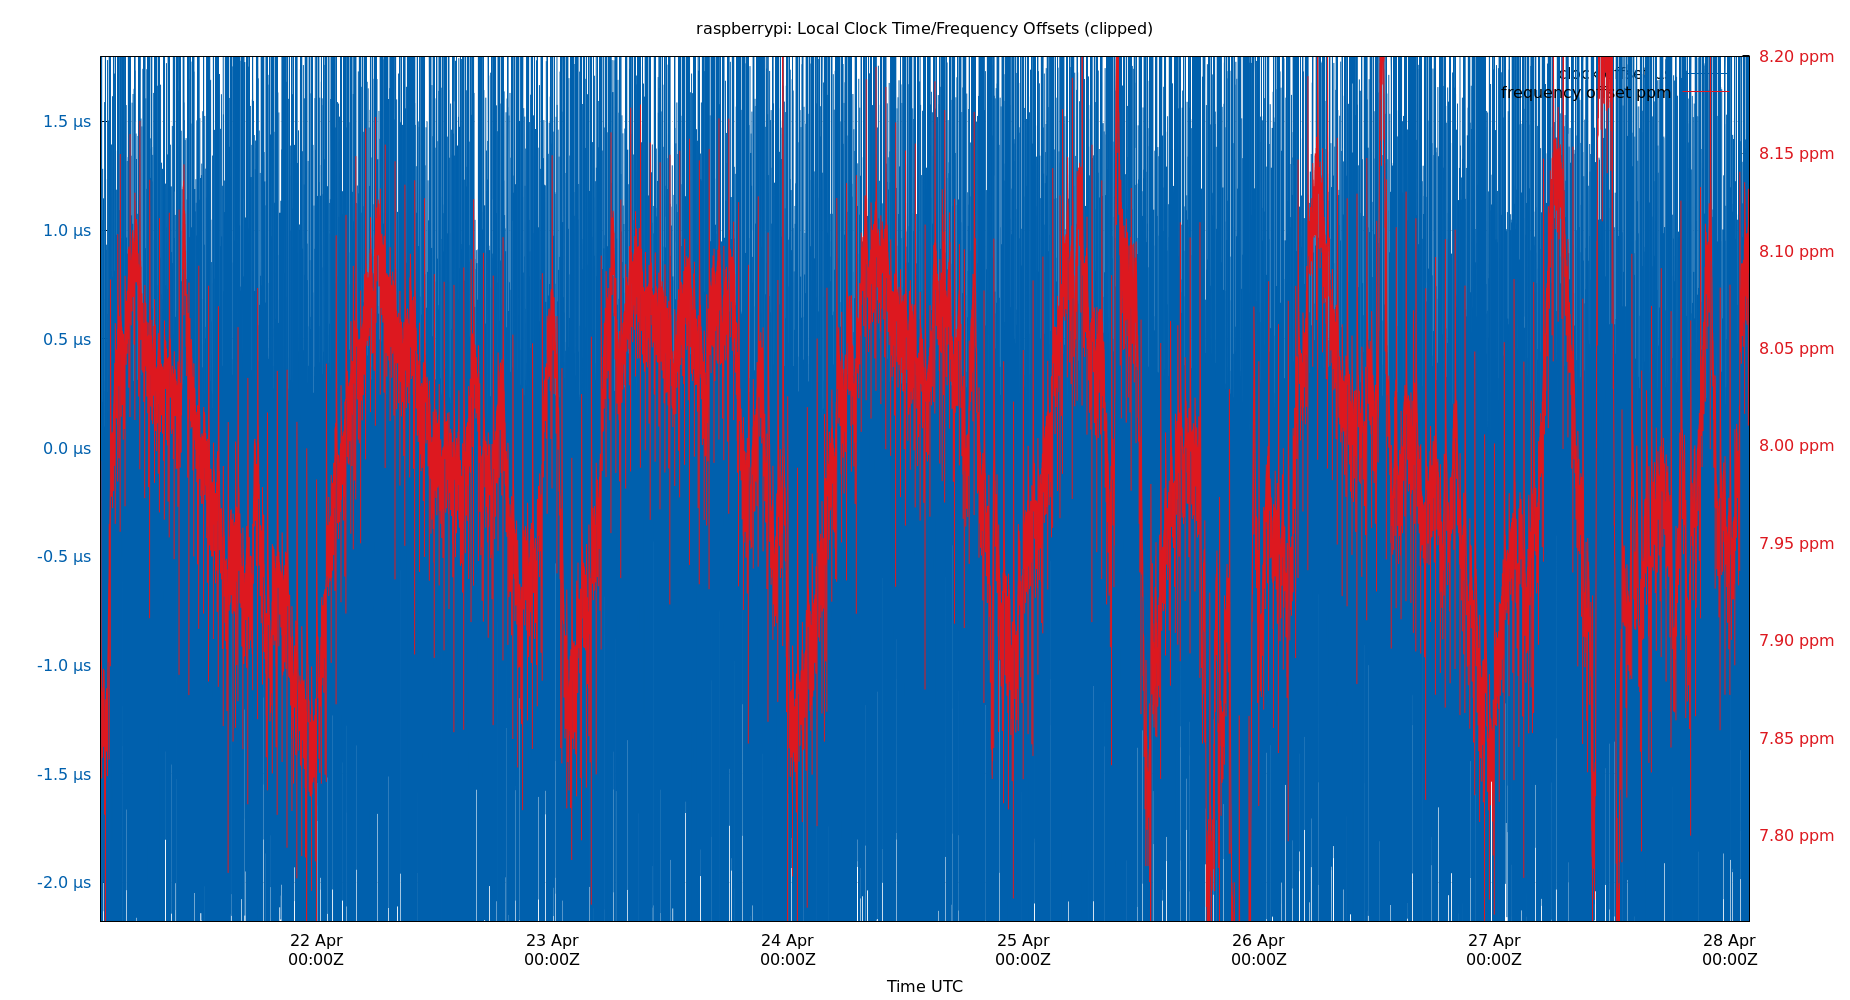 raspberrypi: Local Clock Time/Frequency Offsets (clipped)
8.20 ppm
clock offset
frequency offset ppm
1.5 µs
8.15 ppm
1.0 µs
8.10 ppm
0.5 µs
8.05 ppm
0.0 µs
8.00 ppm
-0.5 µs
7.95 ppm
-1.0 µs
7.90 ppm
-1.5 µs
7.85 ppm
7.80 ppm
-2.0 µs
22 Apr 23 Apr 24 Apr 25 Apr 26 Apr 27 Apr 28 Apr
00:00Z 00:00Z 00:00Z 00:00Z 00:00Z 00:00Z 00:00Z
Time UTC